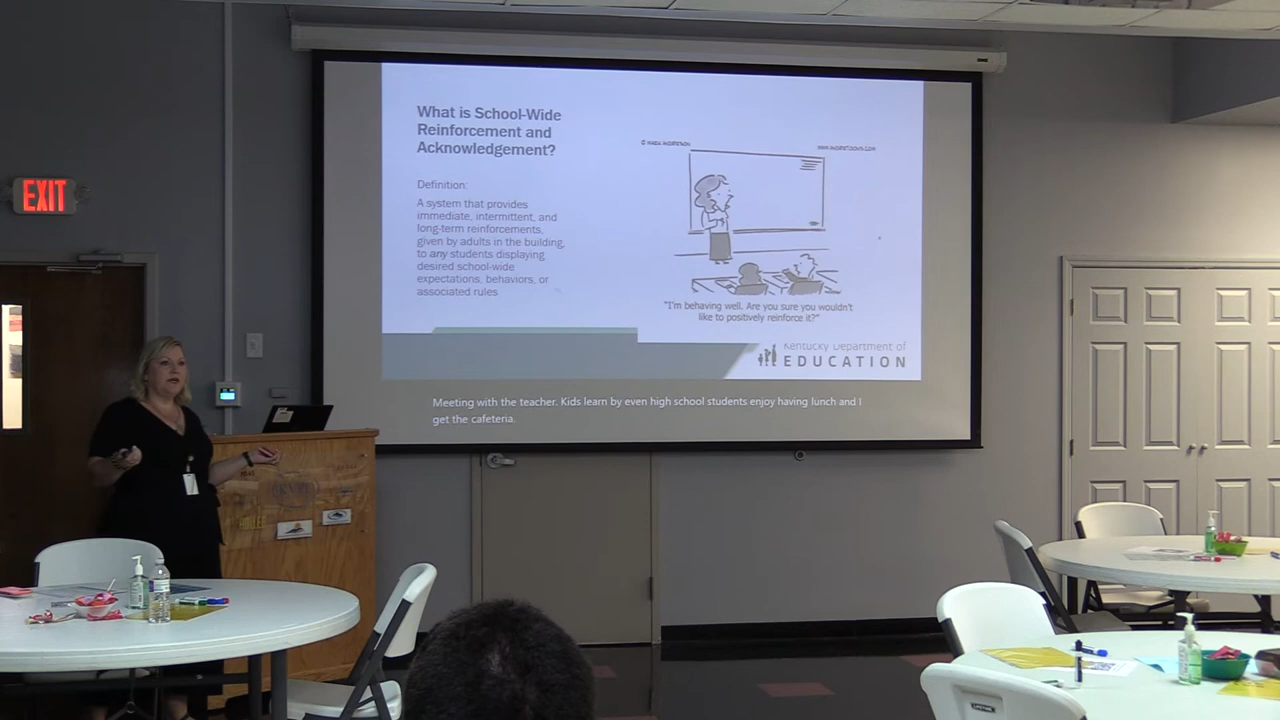 EXIT
What is School-Wide
Reinforcement and
Acknowledgement?
Definition:
A system that provides
immediate, intermittent, and
long-term reinforcements,
given by adults in the building,
to any students displaying
desired school-wide
expectations, behaviors, or
associated rules
"I'm behaving well. Are you sure you wouldn't
like to positively reinforce it?"
Kentucky Department of
EDUCATION
Meeting with the teacher. Kids learn by even high school students enjoy having lunch and I
get the cafeteria.